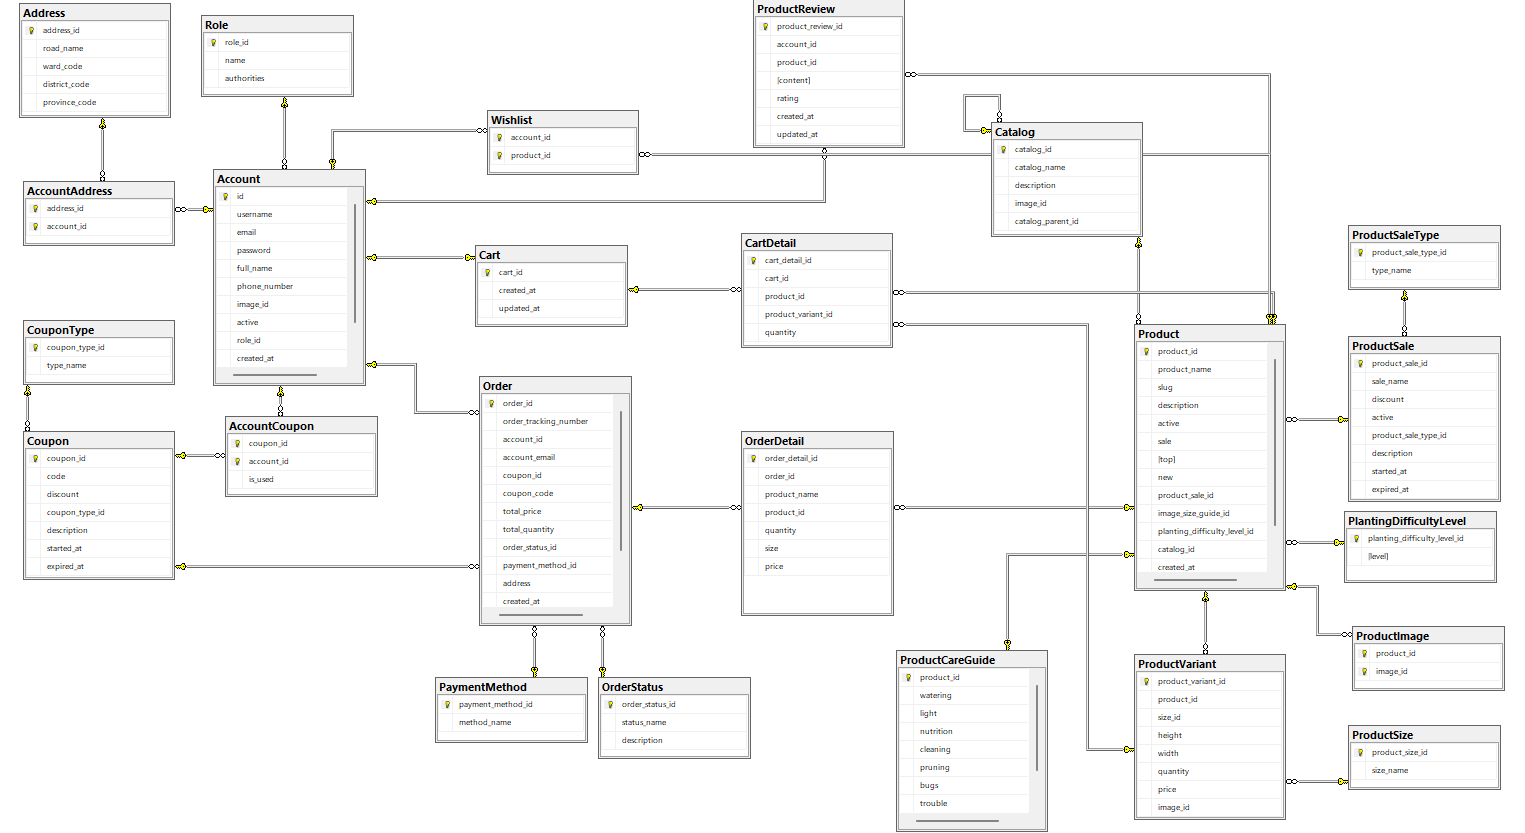 Address
address_id
road_name
ward_code
district_code
province_code
Role
role_id
name
authorities
ProductReview
product_review_id
account_id
product_id
[content]
rating
created_at
updated_at
Wishlist
account_id
product_id
Catalog
catalog_id
catalog_name
description
image_id
catalog_parent_id
AccountAddress
address_id
account_id
Account
id
username
email
password
full_name
phone_number
image_id
active
role_id
created_at
Cart
cart_id
created_at
updated_at
CartDetail
cart_detail_id
cart_id
product_id
product_variant_id
quantity
ProductSaleType
product_sale_type_id
type_name
CouponType
coupon_type_id
type_name
Product
product_id
product_name
slug
description
active
sale
[top]
new
product_sale_id
image_size_guide_id
planting_difficulty_level_id
catalog_id
created_at
ProductSale
product_sale_id
sale_name
discount
active
product_sale_type_id
description
started_at
expired_at
Coupon
coupon_id
code
discount
coupon_type_id
description
started_at
expired_at
AccountCoupon
coupon_id
account_id
is_used
Order
order_id
order_tracking_number
account_id
account_email
coupon_id
coupon_code
total_price
total_quantity
order_status_id
payment_method_id
address
created_at
OrderDetail
order_detail_id
order_id
product_name
product_id
quantity
size
price
PlantingDifficultyLevel
planting_difficulty_level_id
[level]
ProductImage
product_id
image_id
PaymentMethod
payment_method_id
method_name
OrderStatus
order_status_id
status_name
description
ProductCareGuide
product_id
watering
light
nutrition
cleaning
pruning
bugs
trouble
ProductVariant
product_variant_id
product_id
size_id
height
width
quantity
price
image_id
ProductSize
product_size_id
size_name